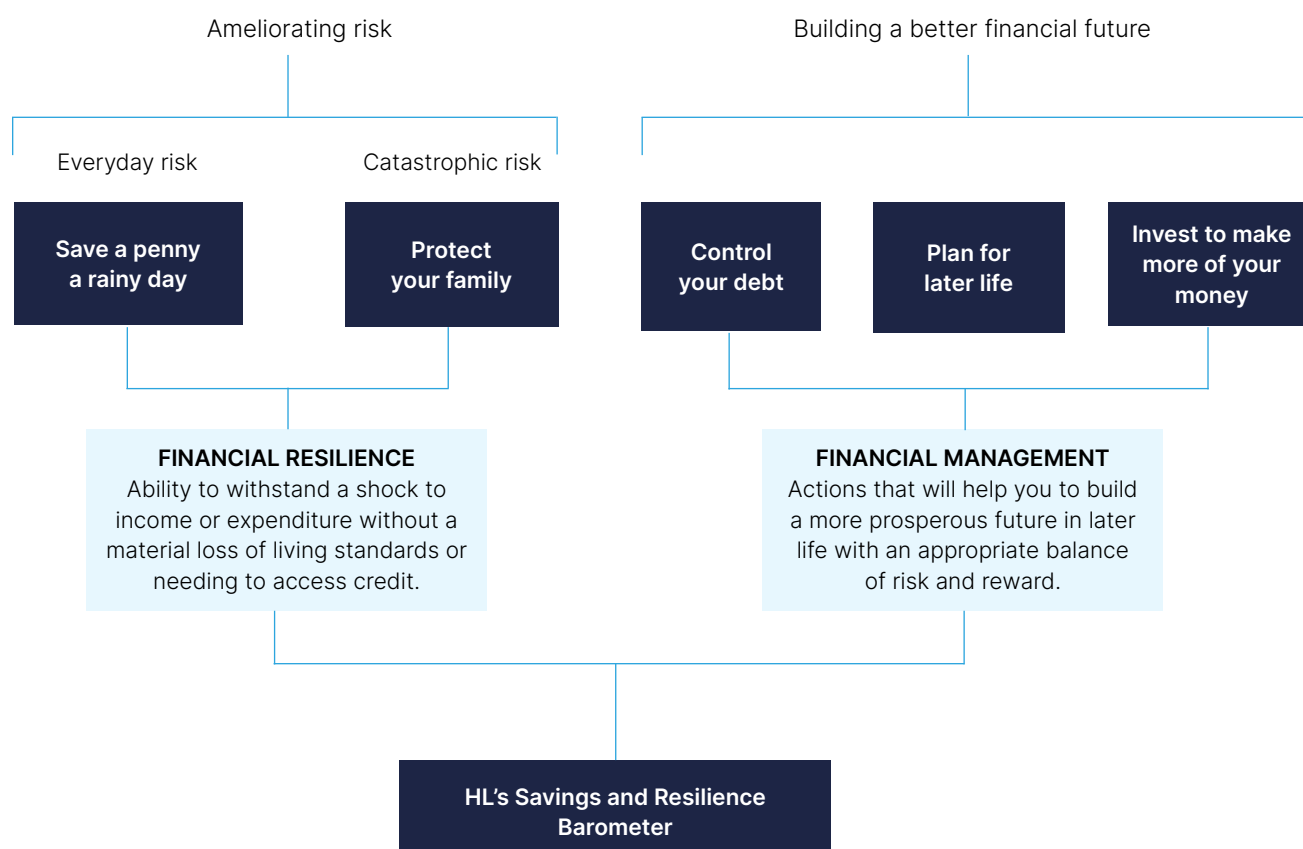 Ameliorating risk
Building a better financial future
Everyday risk
Catastrophic risk
Save a penny
a rainy day
Protect
your family
Control
your debt
Plan for
later life
Invest to make
more of your
money
FINANCIAL RESILIENCE
Ability to withstand a shock to
income or expenditure without a
material loss of living standards or
needing to access credit.
FINANCIAL MANAGEMENT
Actions that will help you to build
a more prosperous future in later
life with an appropriate balance
of risk and reward.
HL’s Savings and Resilience
Barometer